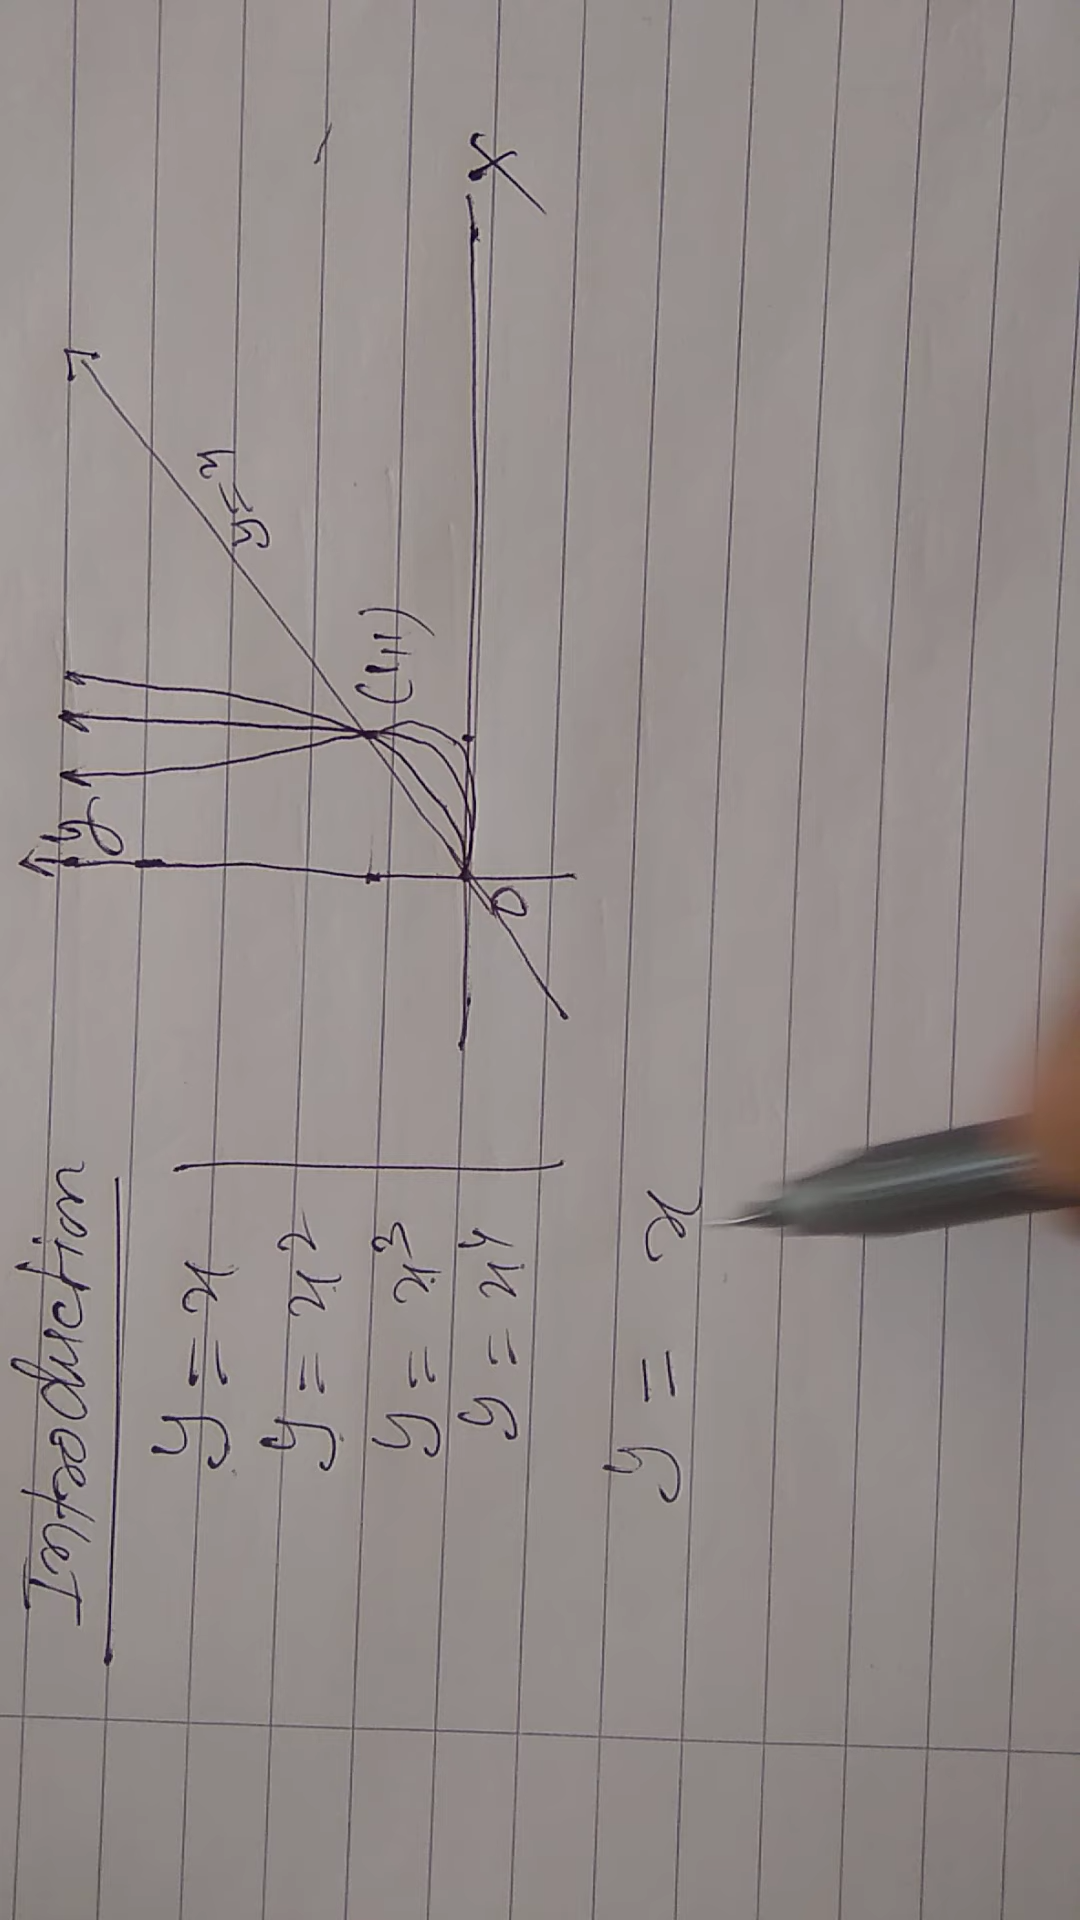 Introduction
y = x
y = x²
y = x³
y = x⁴
y
y = x
(1,1)
X
O
y = x